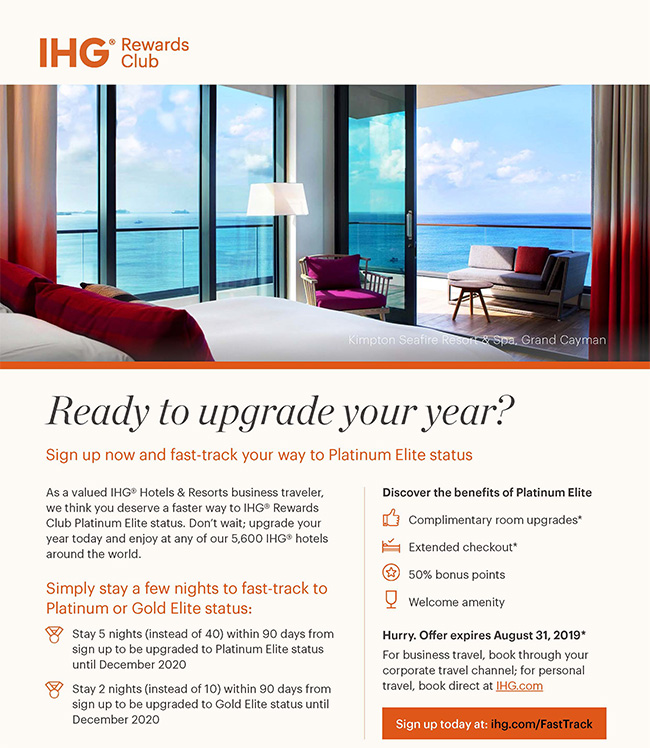 IHG® Rewards
Club
Kimpton Seafire Resort & Spa, Grand Cayman
Ready to upgrade your year?
Sign up now and fast-track your way to Platinum Elite status
As a valued IHG® Hotels & Resorts business traveler,
we think you deserve a faster way to IHG® Rewards
Club Platinum Elite status. Don't wait; upgrade your
year today and enjoy at any of our 5,600 IHG® hotels
around the world.
Simply stay a few nights to fast-track to
Platinum or Gold Elite status:
Stay 5 nights (instead of 40) within 90 days from
sign up to be upgraded to Platinum Elite status
until December 2020
Stay 2 nights (instead of 10) within 90 days from
sign up to be upgraded to Gold Elite status until
December 2020
Discover the benefits of Platinum Elite
Complimentary room upgrades*
Extended checkout*
50% bonus points
Welcome amenity
Hurry. Offer expires August 31, 2019*
For business travel, book through your
corporate travel channel; for personal
travel, book direct at IHG.com
Sign up today at: ihg.com/FastTrack